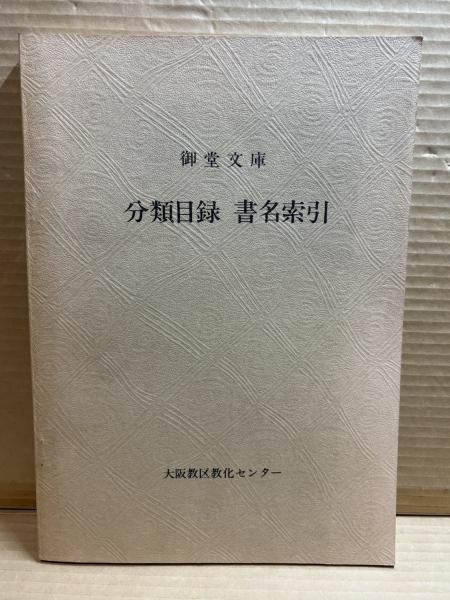 御堂文庫
分類目録 書名索引
大阪教区教化センター